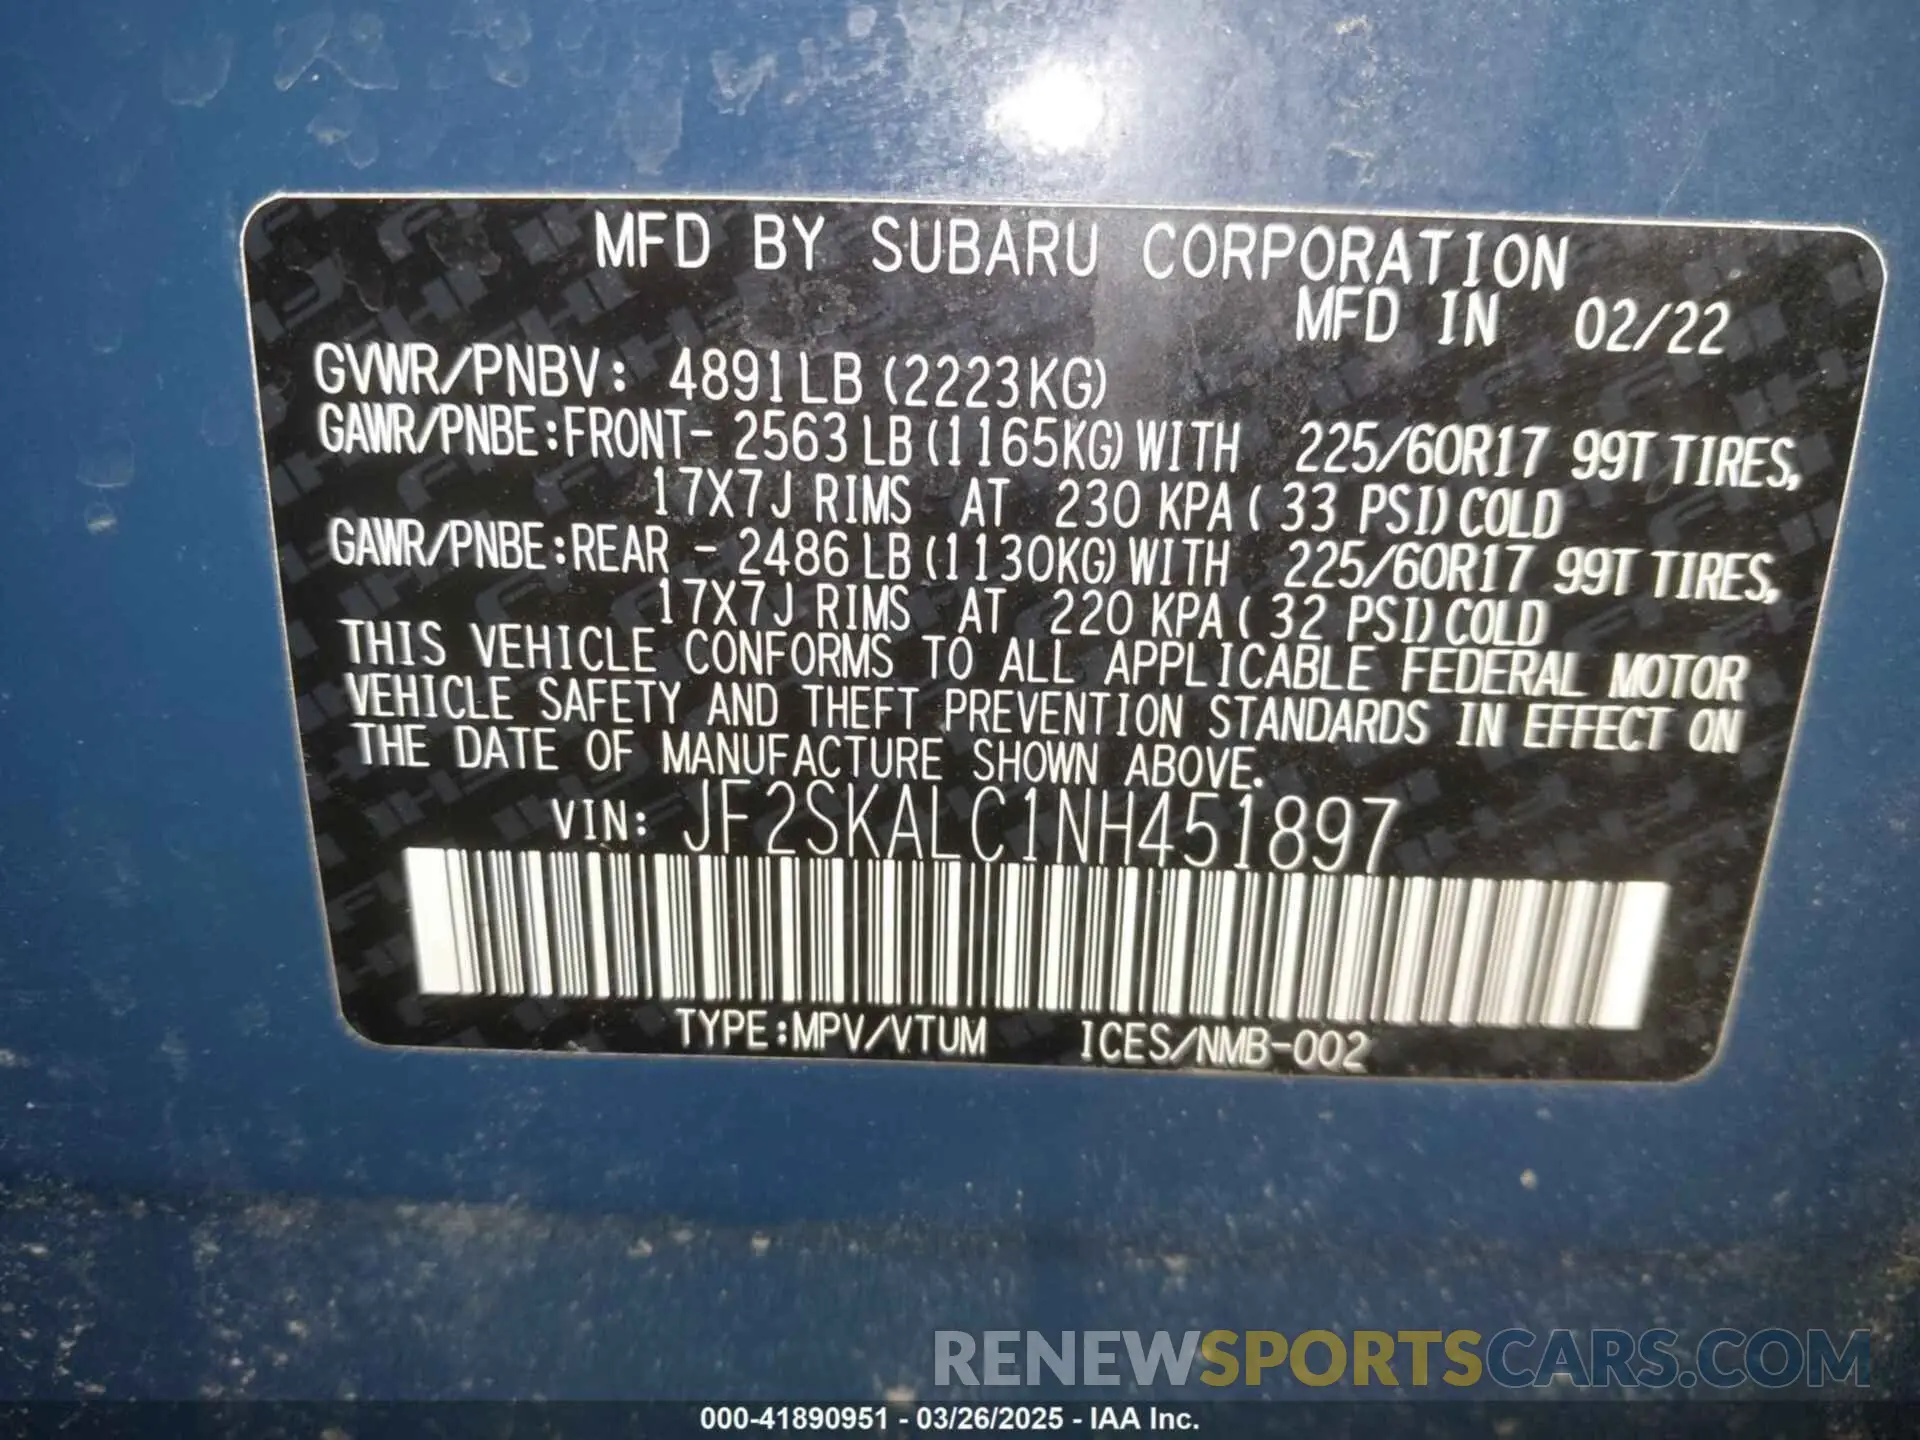 MFD BY SUBARU CORPORATION
MFD IN 02/22
GVWR/PNBV: 4891LB (2223KG)
GAWR/PNBE:FRONT- 2563 LB (1165KG) WITH 225/60R17 99T TIRES,
17X7J RIMS AT 230 KPA ( 33 PSI) COLD
GAWR/PNBE:REAR - 2486 LB (1130KG) WITH 225/60R17 99T TIRES,
17X7J RIMS AT 220 KPA ( 32 PSI) COLD
THIS VEHICLE CONFORMS TO ALL APPLICABLE FEDERAL MOTOR
VEHICLE SAFETY AND THEFT PREVENTION STANDARDS IN EFFECT ON
THE DATE OF MANUFACTURE SHOWN ABOVE.
VIN: JF2SKALC1NH451897
TYPE:MPV/VTUM ICES/NMB-002
RENEWSPORTSCARS.COM
000-41890951 - 03/26/2025 - IAA Inc.